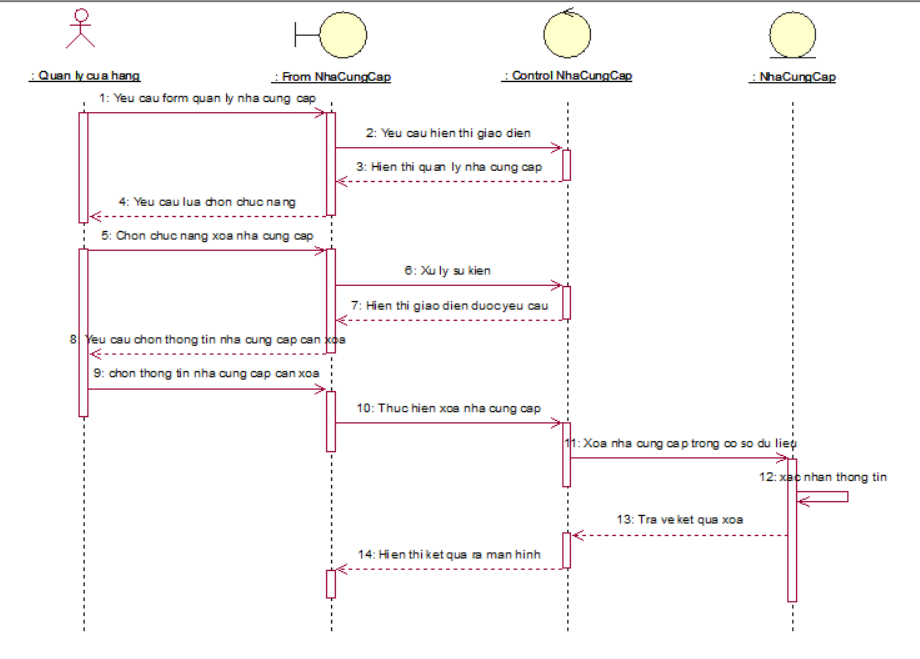 : Quan ly cua hang
: From NhaCungCap
: Control NhaCungCap
: NhaCungCap
1: Yeu cau form quan ly nha cung cap
2: Yeu cau hien thi giao dien
3: Hien thi quan ly nha cung cap
4: Yeu cau lua chon chuc nang
5: Chon chuc nang xoa nha cung cap
6: Xu ly su kien
7: Hien thi giao dien duoc yeu cau
8: Yeu cau chon thong tin nha cung cap can xoa
9: chon thong tin nha cung cap can xoa
10: Thuc hien xoa nha cung cap
11: Xoa nha cung cap trong co so du lieu
12: xac nhan thong tin
13: Tra ve ket qua xoa
14: Hien thi ket qua ra man hinh